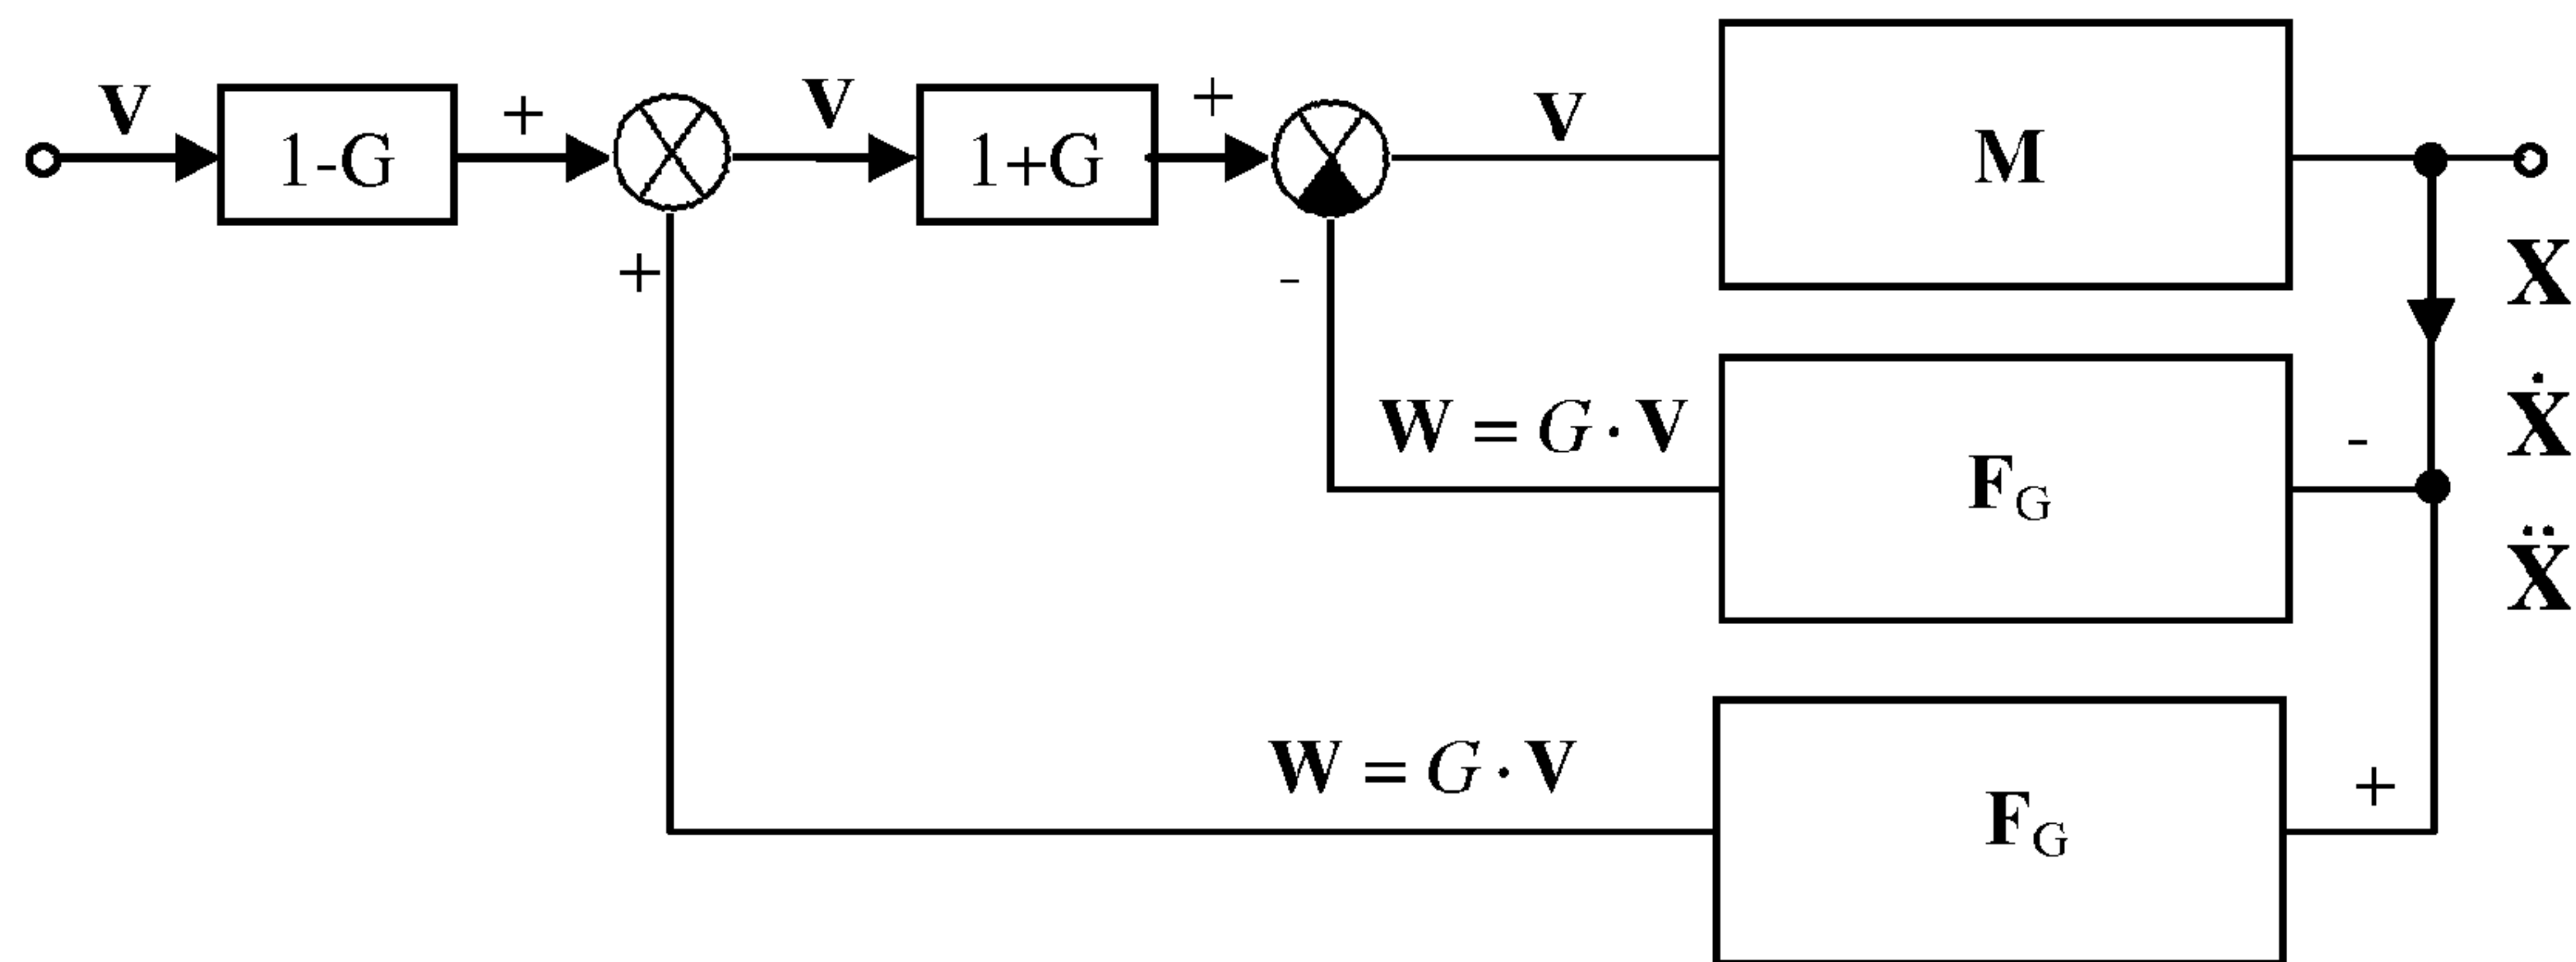 V
1-G
+
+
V
1+G
+
-
V
M
X
Ẋ
Ẍ
W = G · V
F_G
-
W = G · V
F_G
+